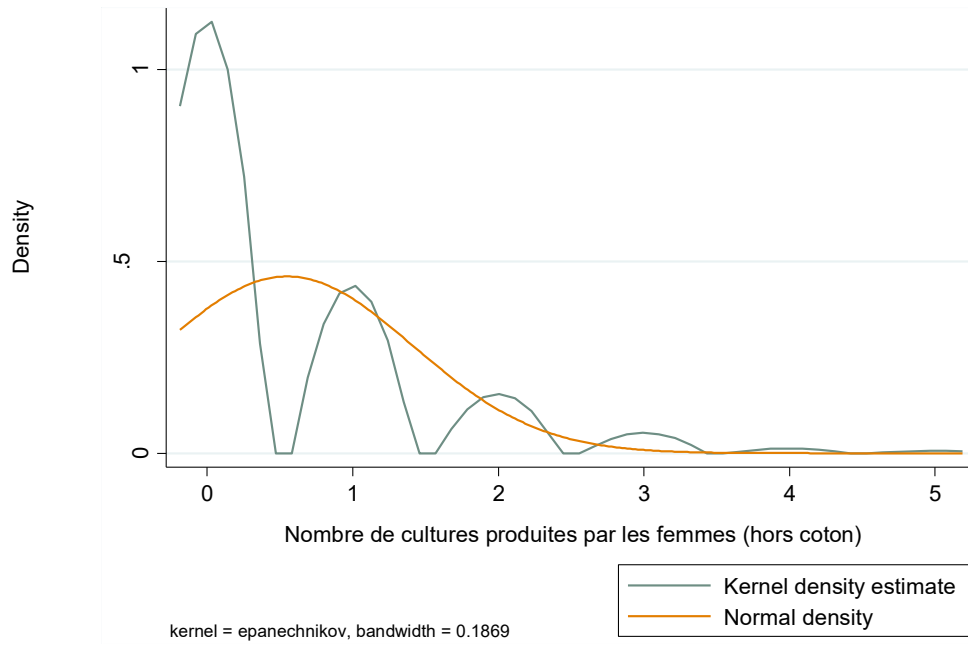 Density
1
.5
0
0 1 2 3 4 5
Nombre de cultures produites par les femmes (hors coton)
Kernel density estimate
Normal density
kernel = epanechnikov, bandwidth = 0.1869